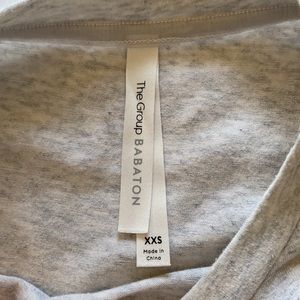 The Group BABATON
XXS
Made in
China